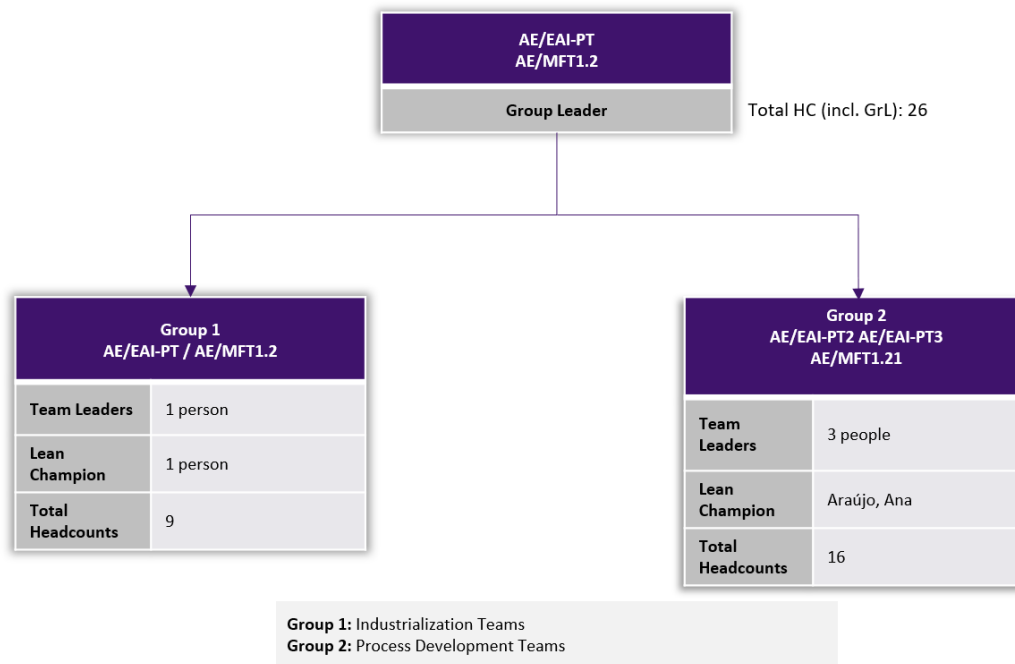 AE/EAI-PT
AE/MFT1.2
Group Leader
Total HC (incl. GrL): 26
Group 1
AE/EAI-PT / AE/MFT1.2
Team Leaders
1 person
Lean
Champion
1 person
Total
Headcounts
9
Group 2
AE/EAI-PT2 AE/EAI-PT3
AE/MFT1.21
Team
Leaders
3 people
Lean
Champion
Araújo, Ana
Total
Headcounts
16
Group 1: Industrialization Teams
Group 2: Process Development Teams